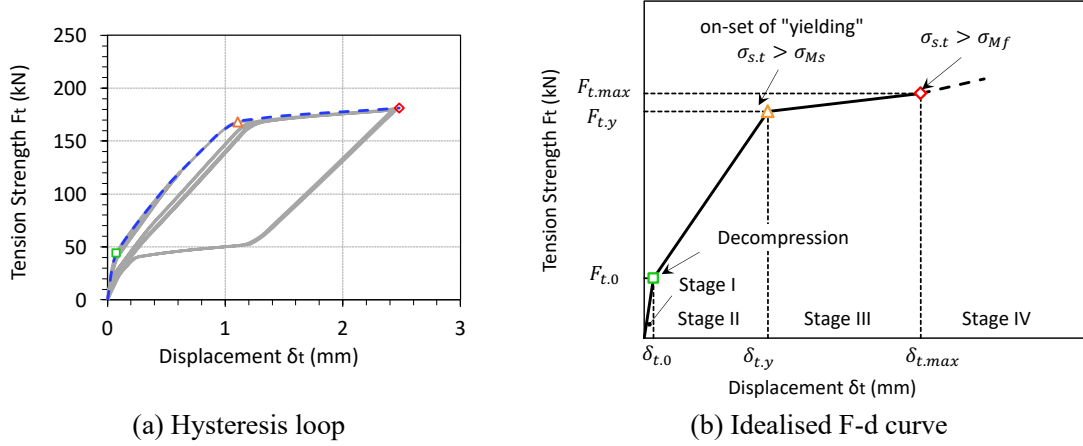 250
200
150
100
50
0
0 1 2 3
Tension Strength Ft (kN)
Displacement δt (mm)
(a) Hysteresis loop
on-set of "yielding"
σs.t > σMs
σs.t > σMf
Ft.max
Ft.y
Ft.0
Decompression
Stage I
Stage II Stage III Stage IV
δt.0 δt.y δt.max
Tension Strength Ft (kN)
Displacement δt (mm)
(b) Idealised F-d curve